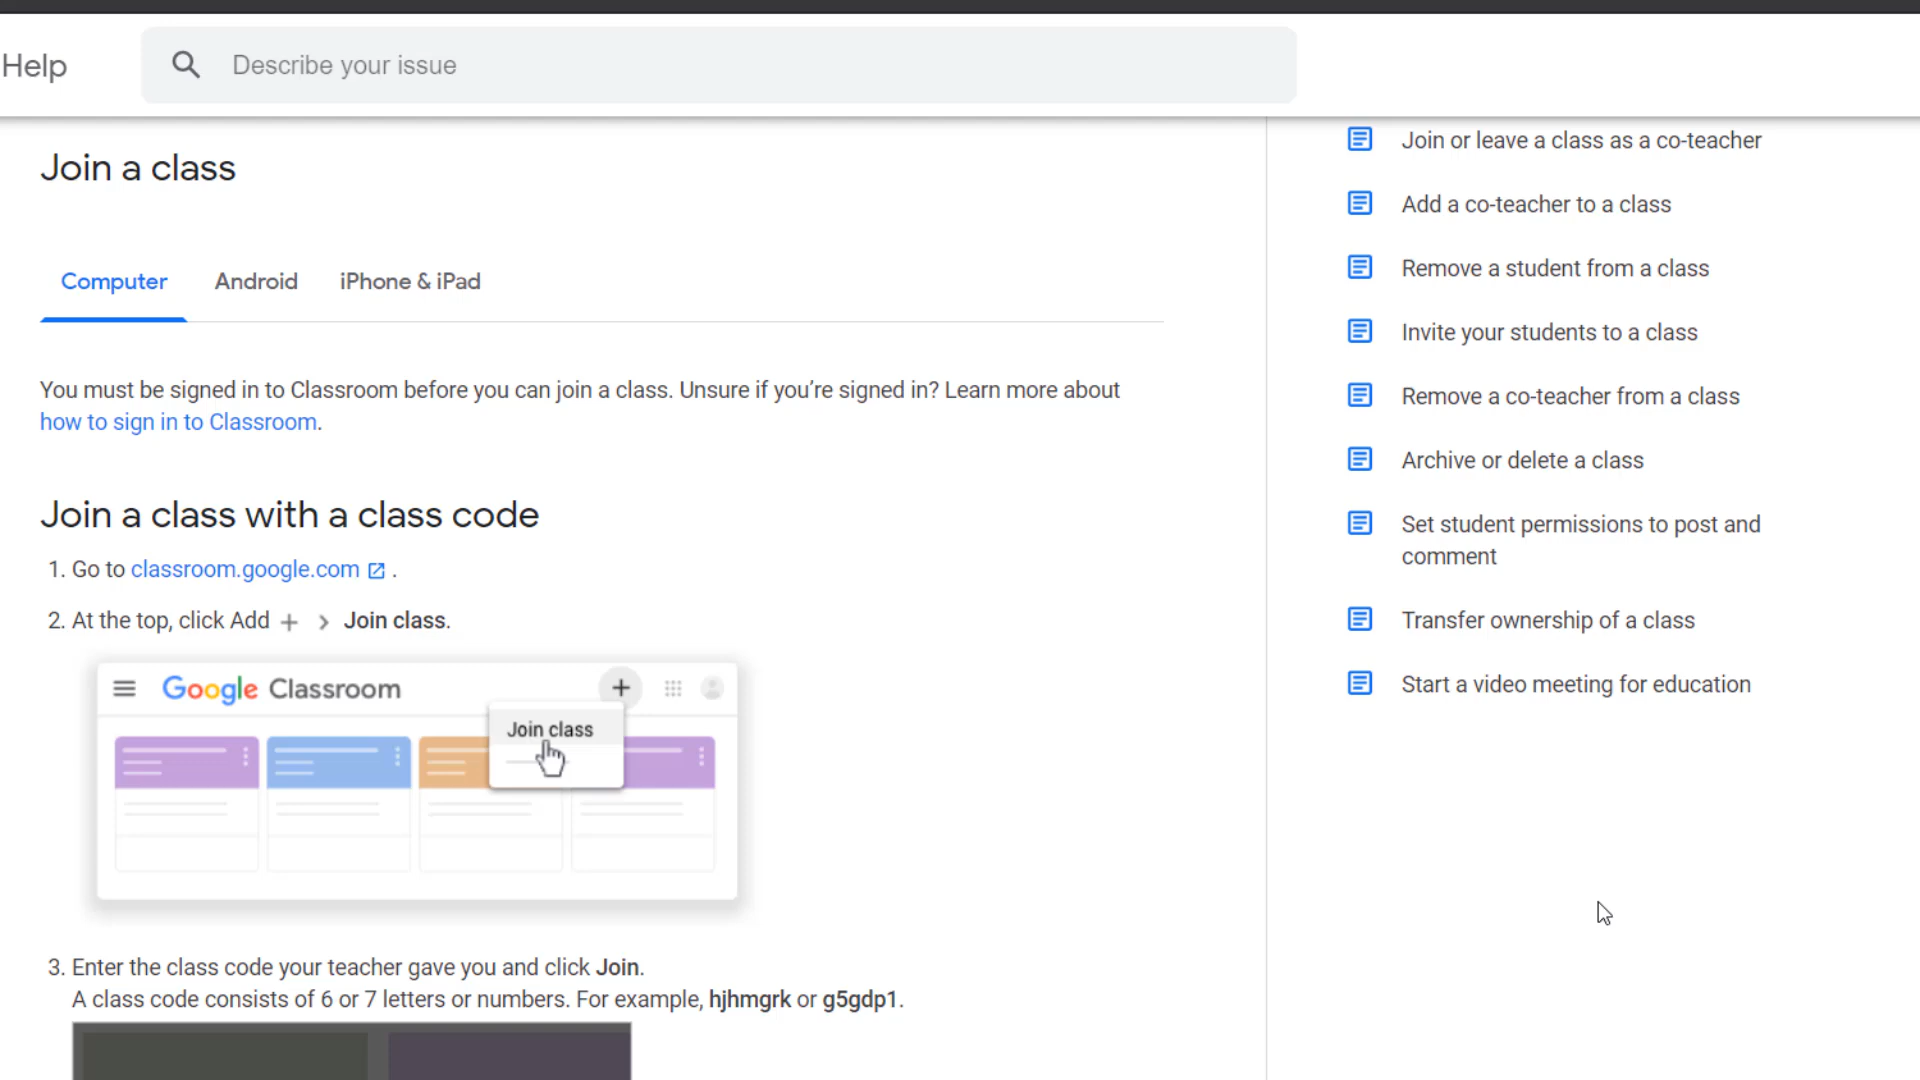 Help
Describe your issue
Join a class
Computer
Android
iPhone & iPad
You must be signed in to Classroom before you can join a class. Unsure if you’re signed in? Learn more about
how to sign in to Classroom.
Join a class with a class code
1. Go to classroom.google.com .
2. At the top, click Add + > Join class.
Google Classroom
Join class
3. Enter the class code your teacher gave you and click Join.
A class code consists of 6 or 7 letters or numbers. For example, hjhmgrk or g5gdp1.
Join or leave a class as a co-teacher
Add a co-teacher to a class
Remove a student from a class
Invite your students to a class
Remove a co-teacher from a class
Archive or delete a class
Set student permissions to post and
comment
Transfer ownership of a class
Start a video meeting for education